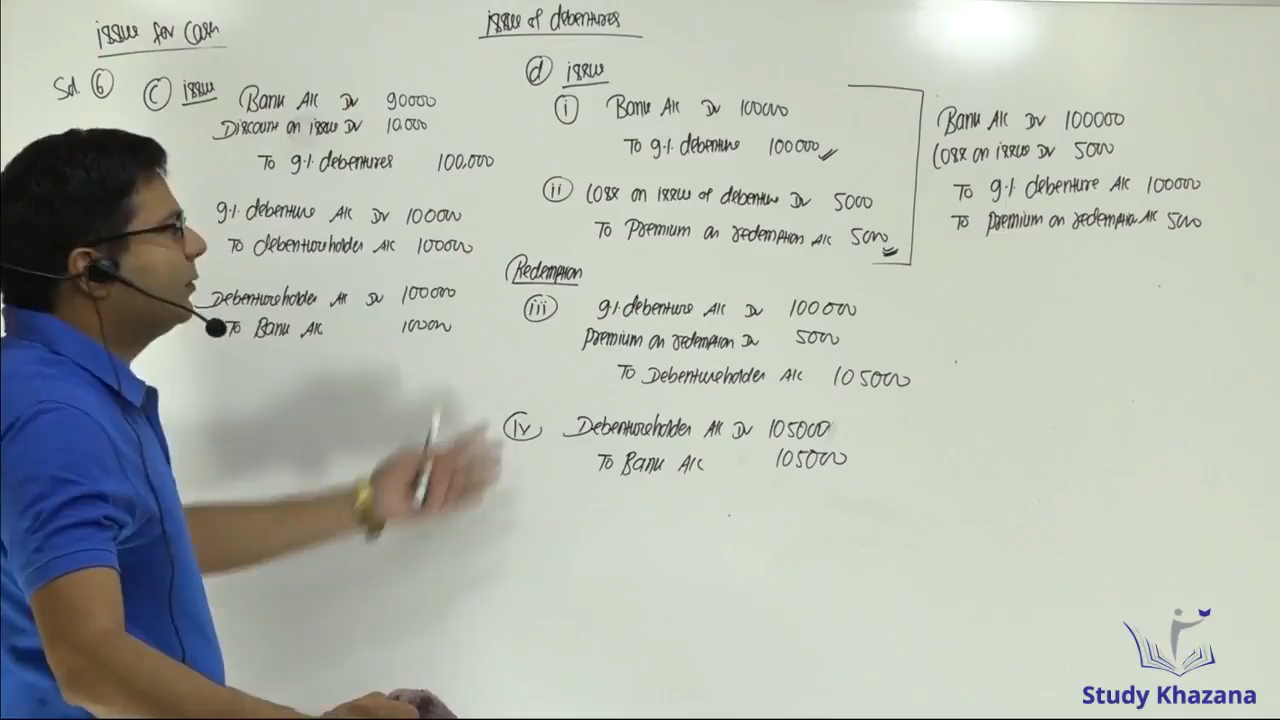 issue for Cash
issue of debentures
Sol. 6
C issue
Bank A/C Dr 90000
Discount on issue Dr 10,000
To 9.1. debentures 100,000
9.1. debenture A/C Dr 100000
To debentureholder A/C 100000
Debentureholder A/C Dr 100000
To Bank A/C 100000
d issue
i Bank A/C Dr 100000
To 9.1. debenture 100000
ii Loss on issue of debenture Dr 5000
To Premium on redemption A/C 5000
Redemption
iii 9.1. debenture A/C Dr 100000
Premium on redemption Dr 5000
To Debentureholder A/C 105000
iv Debentureholder A/C Dr 105000
To Bank A/C 105000
Bank A/C Dr 100000
Loss on issue Dr 5000
To 9.1. debenture A/C 100000
To Premium on redemption A/C 5000
Study Khazana